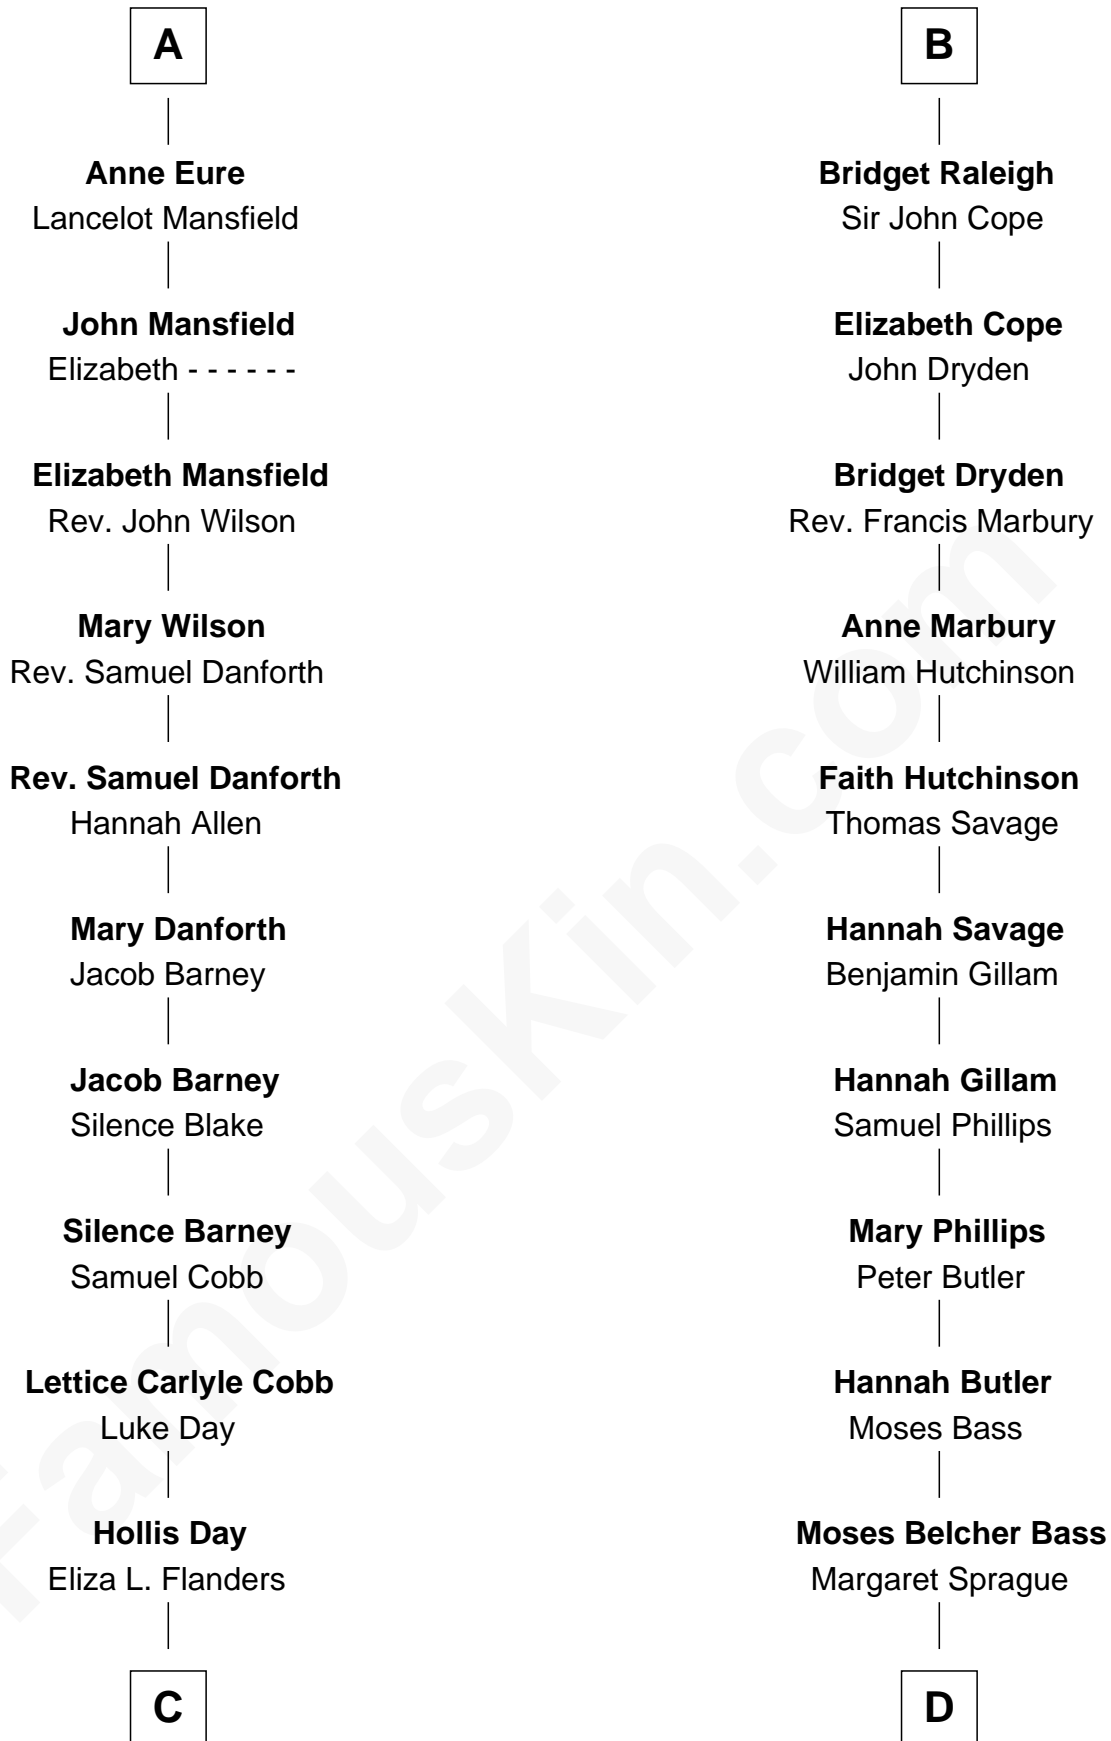 A
Anne Eure
Lancelot Mansfield
John Mansfield
Elizabeth - - - - - -
Elizabeth Mansfield
Rev. John Wilson
Mary Wilson
Rev. Samuel Danforth
Rev. Samuel Danforth
Hannah Allen
Mary Danforth
Jacob Barney
Jacob Barney
Silence Blake
Silence Barney
Samuel Cobb
Lettice Carlyle Cobb
Luke Day
Hollis Day
Eliza L. Flanders
C
B
Bridget Raleigh
Sir John Cope
Elizabeth Cope
John Dryden
Bridget Dryden
Rev. Francis Marbury
Anne Marbury
William Hutchinson
Faith Hutchinson
Thomas Savage
Hannah Savage
Benjamin Gillam
Hannah Gillam
Samuel Phillips
Mary Phillips
Peter Butler
Hannah Butler
Moses Bass
Moses Belcher Bass
Margaret Sprague
D
FamousKin.com